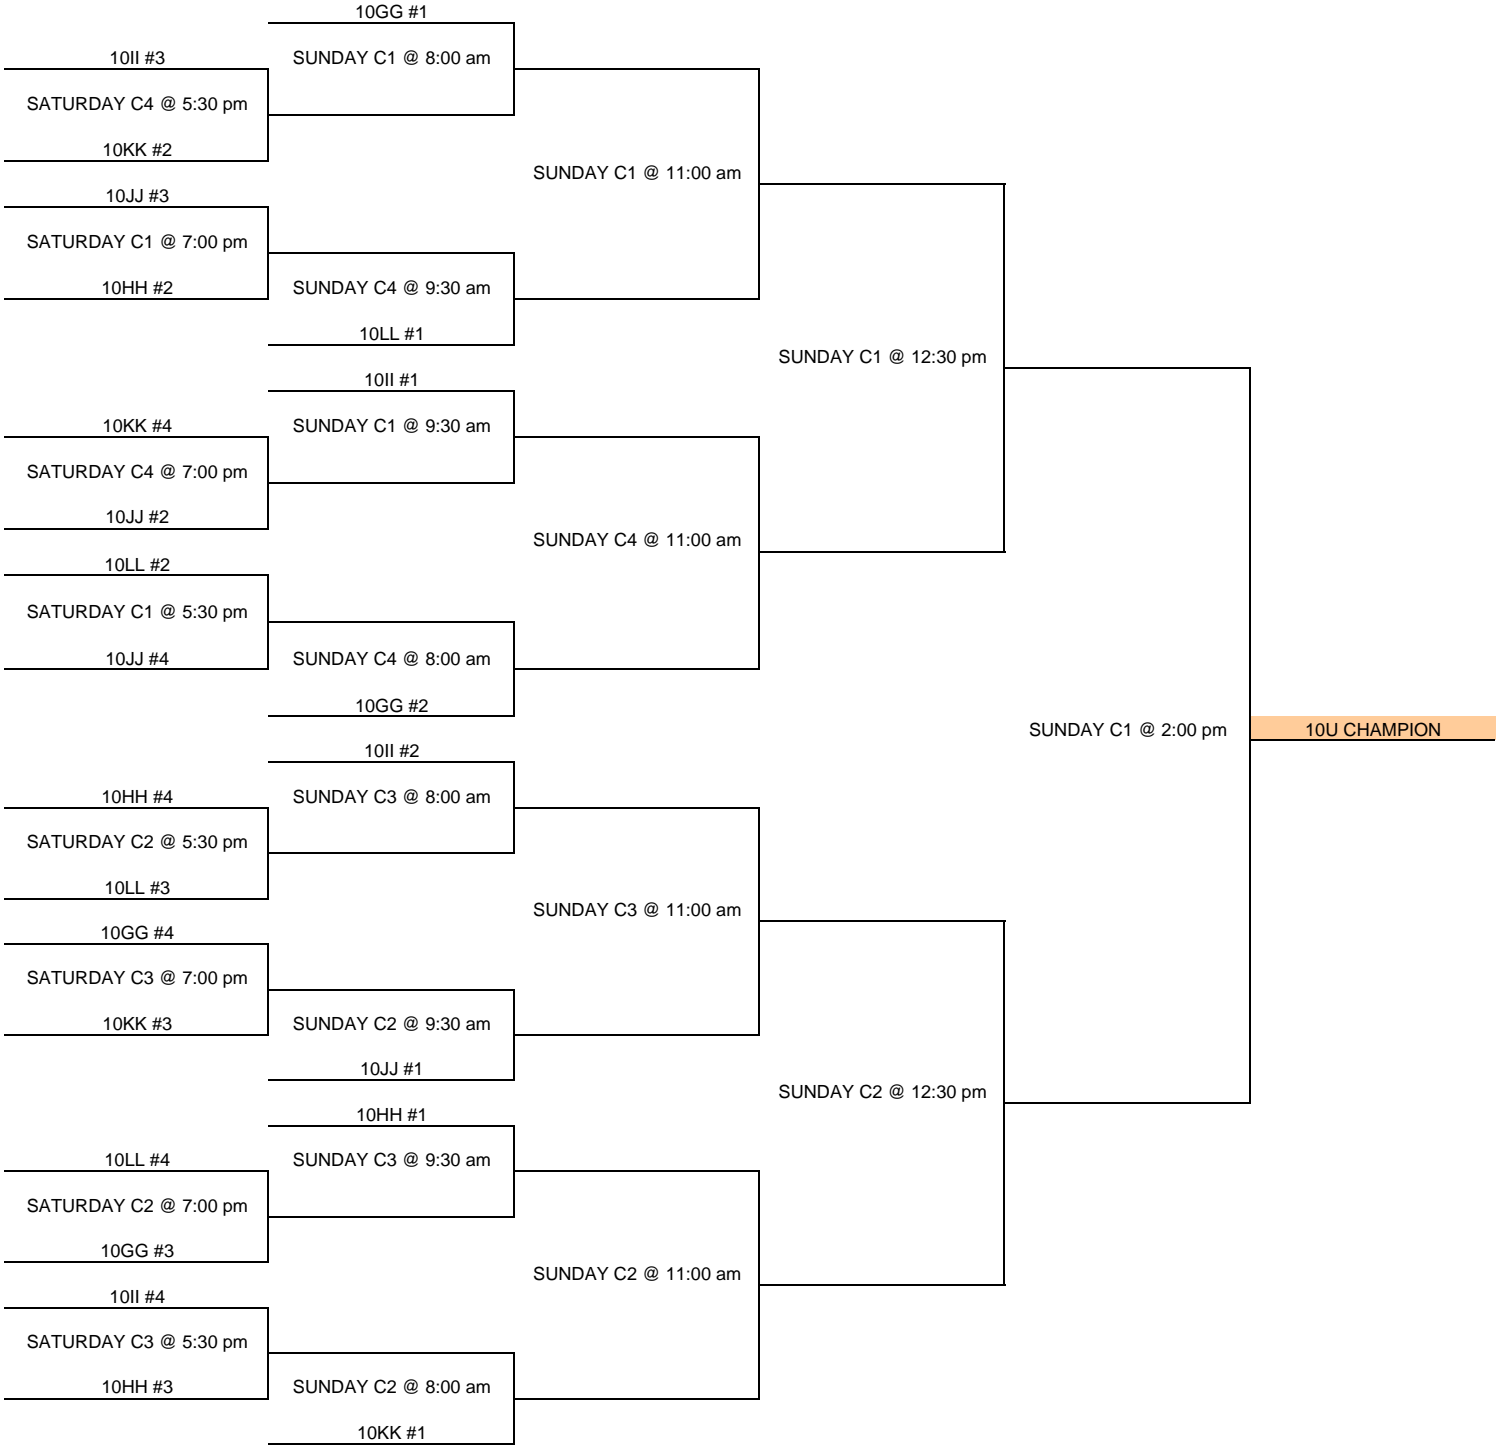 10GG #1
10II #3
SUNDAY C1 @ 8:00 am
SATURDAY C4 @ 5:30 pm
10KK #2
SUNDAY C1 @ 11:00 am
10JJ #3
SATURDAY C1 @ 7:00 pm
10HH #2
SUNDAY C4 @ 9:30 am
10LL #1
SUNDAY C1 @ 12:30 pm
10II #1
10KK #4
SUNDAY C1 @ 9:30 am
SATURDAY C4 @ 7:00 pm
10JJ #2
SUNDAY C4 @ 11:00 am
10LL #2
SATURDAY C1 @ 5:30 pm
10JJ #4
SUNDAY C4 @ 8:00 am
10GG #2
SUNDAY C1 @ 2:00 pm
10U CHAMPION
10II #2
10HH #4
SUNDAY C3 @ 8:00 am
SATURDAY C2 @ 5:30 pm
10LL #3
SUNDAY C3 @ 11:00 am
10GG #4
SATURDAY C3 @ 7:00 pm
10KK #3
SUNDAY C2 @ 9:30 am
10JJ #1
SUNDAY C2 @ 12:30 pm
10HH #1
10LL #4
SUNDAY C3 @ 9:30 am
SATURDAY C2 @ 7:00 pm
10GG #3
SUNDAY C2 @ 11:00 am
10II #4
SATURDAY C3 @ 5:30 pm
10HH #3
SUNDAY C2 @ 8:00 am
10KK #1